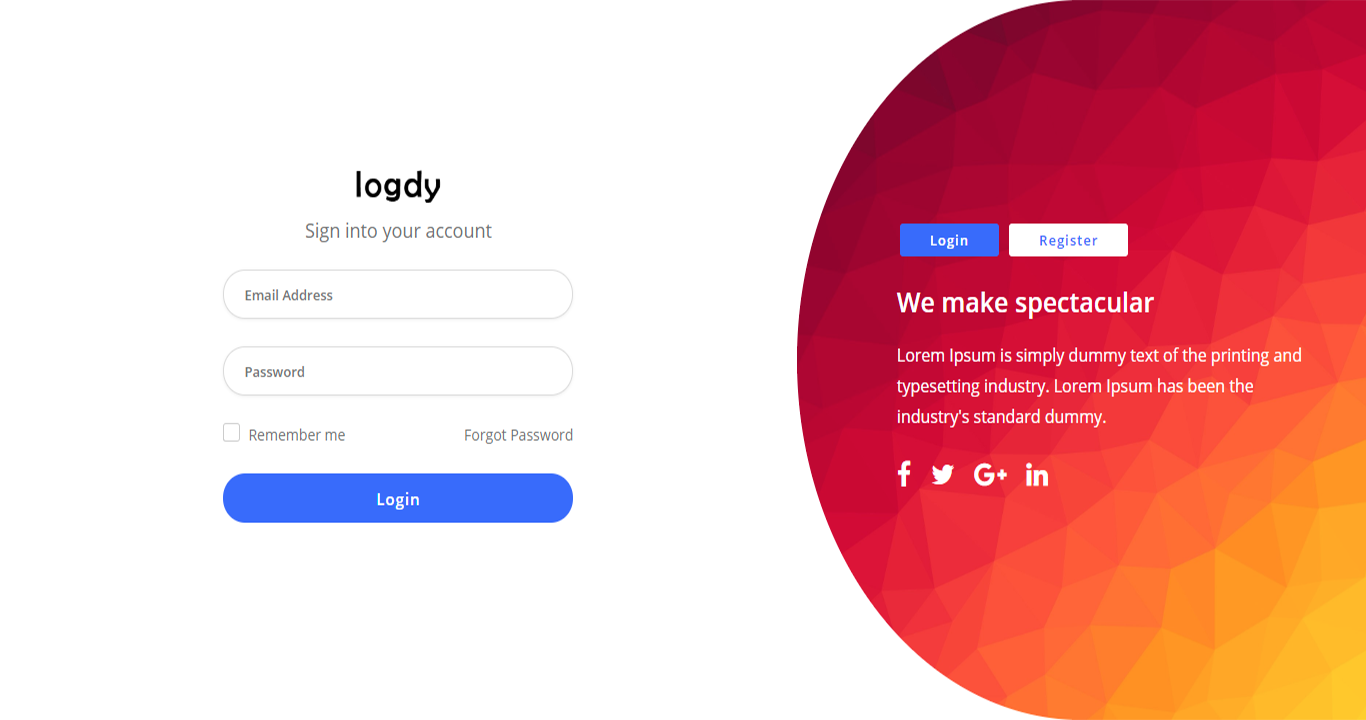 logdy
Sign into your account
Email Address
Password
Remember me
Forgot Password
Login
Login
Register
We make spectacular
Lorem Ipsum is simply dummy text of the printing and
typesetting industry. Lorem Ipsum has been the
industry's standard dummy.